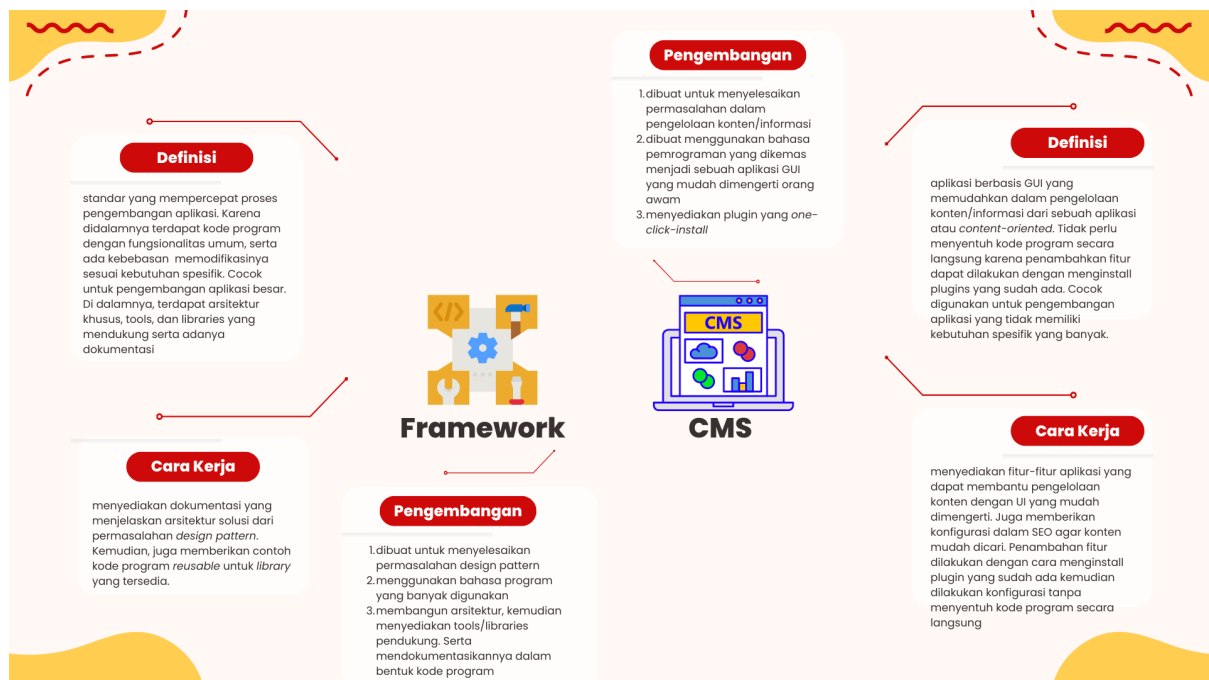 Definisi
standar yang mempercepat proses
pengembangan aplikasi. Karena
didalamnya terdapat kode program
dengan fungsionalitas umum, serta
ada kebebasan  memodifikasinya
sesuai kebutuhan spesifik. Cocok
untuk pengembangan aplikasi besar.
Di dalamnya, terdapat arsitektur
khusus, tools, dan libraries yang
mendukung serta adanya
dokumentasi
Cara Kerja
menyediakan dokumentasi yang
menjelaskan arsitektur solusi dari
permasalahan design pattern.
Kemudian, juga memberikan contoh
kode program reusable untuk library
yang tersedia.
</>
Framework
Pengembangan
1. dibuat untuk menyelesaikan
permasalahan design pattern
2. menggunakan bahasa program
yang banyak digunakan
3. membangun arsitektur, kemudian
menyediakan tools/libraries
pendukung. Serta
mendokumentasikannya dalam
bentuk kode program
Pengembangan
1. dibuat untuk menyelesaikan
permasalahan dalam
pengelolaan konten/informasi
2. dibuat menggunakan bahasa
pemrograman yang dikemas
menjadi sebuah aplikasi GUI
yang mudah dimengerti orang
awam
3. menyediakan plugin yang one-
click-install
CMS
CMS
Definisi
aplikasi berbasis GUI yang
memudahkan dalam pengelolaan
konten/informasi dari sebuah aplikasi
atau content-oriented. Tidak perlu
menyentuh kode program secara
langsung karena penambahkan fitur
dapat dilakukan dengan menginstall
plugins yang sudah ada. Cocok
digunakan untuk pengembangan
aplikasi yang tidak memiliki
kebutuhan spesifik yang banyak.
Cara Kerja
menyediakan fitur-fitur aplikasi yang
dapat membantu pengelolaan
konten dengan UI yang mudah
dimengerti. Juga memberikan
konfigurasi dalam SEO agar konten
mudah dicari. Penambahan fitur
dilakukan dengan cara menginstall
plugin yang sudah ada kemudian
dilakukan konfigurasi tanpa
menyentuh kode program secara
langsung